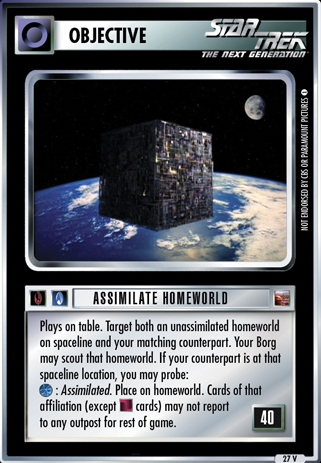 OBJECTIVE
STAR TREK
THE NEXT GENERATION
NOT ENDORSED BY CBS OR PARAMOUNT PICTURES
ASSIMILATE HOMEWORLD
Plays on table. Target both an unassimilated homeworld
on spaceline and your matching counterpart. Your Borg
may scout that homeworld. If your counterpart is at that
spaceline location, you may probe:
: Assimilated. Place on homeworld. Cards of that
affiliation (except cards) may not report
to any outpost for rest of game.
40
27 V